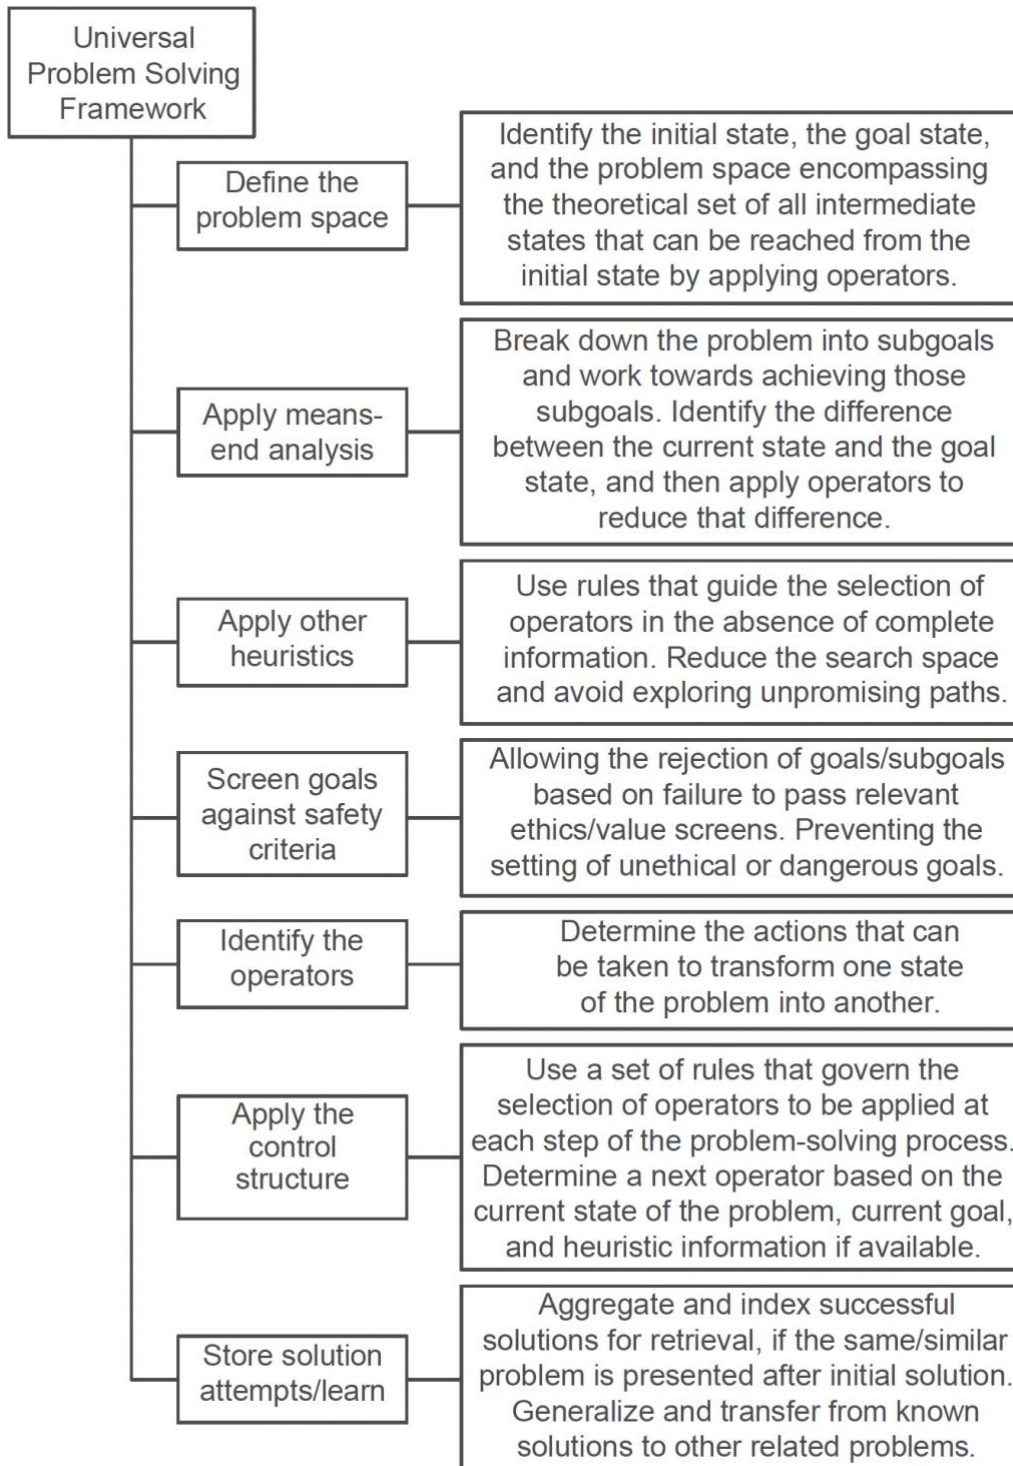 Universal
Problem Solving
Framework
Define the
problem space
Identify the initial state, the goal state,
and the problem space encompassing
the theoretical set of all intermediate
states that can be reached from the
initial state by applying operators.
Apply means-
end analysis
Break down the problem into subgoals
and work towards achieving those
subgoals. Identify the difference
between the current state and the goal
state, and then apply operators to
reduce that difference.
Apply other
heuristics
Use rules that guide the selection of
operators in the absence of complete
information. Reduce the search space
and avoid exploring unpromising paths.
Screen goals
against safety
criteria
Allowing the rejection of goals/subgoals
based on failure to pass relevant
ethics/value screens. Preventing the
setting of unethical or dangerous goals.
Identify the
operators
Determine the actions that can
be taken to transform one state
of the problem into another.
Apply the
control
structure
Use a set of rules that govern the
selection of operators to be applied at
each step of the problem-solving process.
Determine a next operator based on the
current state of the problem, current goal,
and heuristic information if available.
Store solution
attempts/learn
Aggregate and index successful
solutions for retrieval, if the same/similar
problem is presented after initial solution.
Generalize and transfer from known
solutions to other related problems.